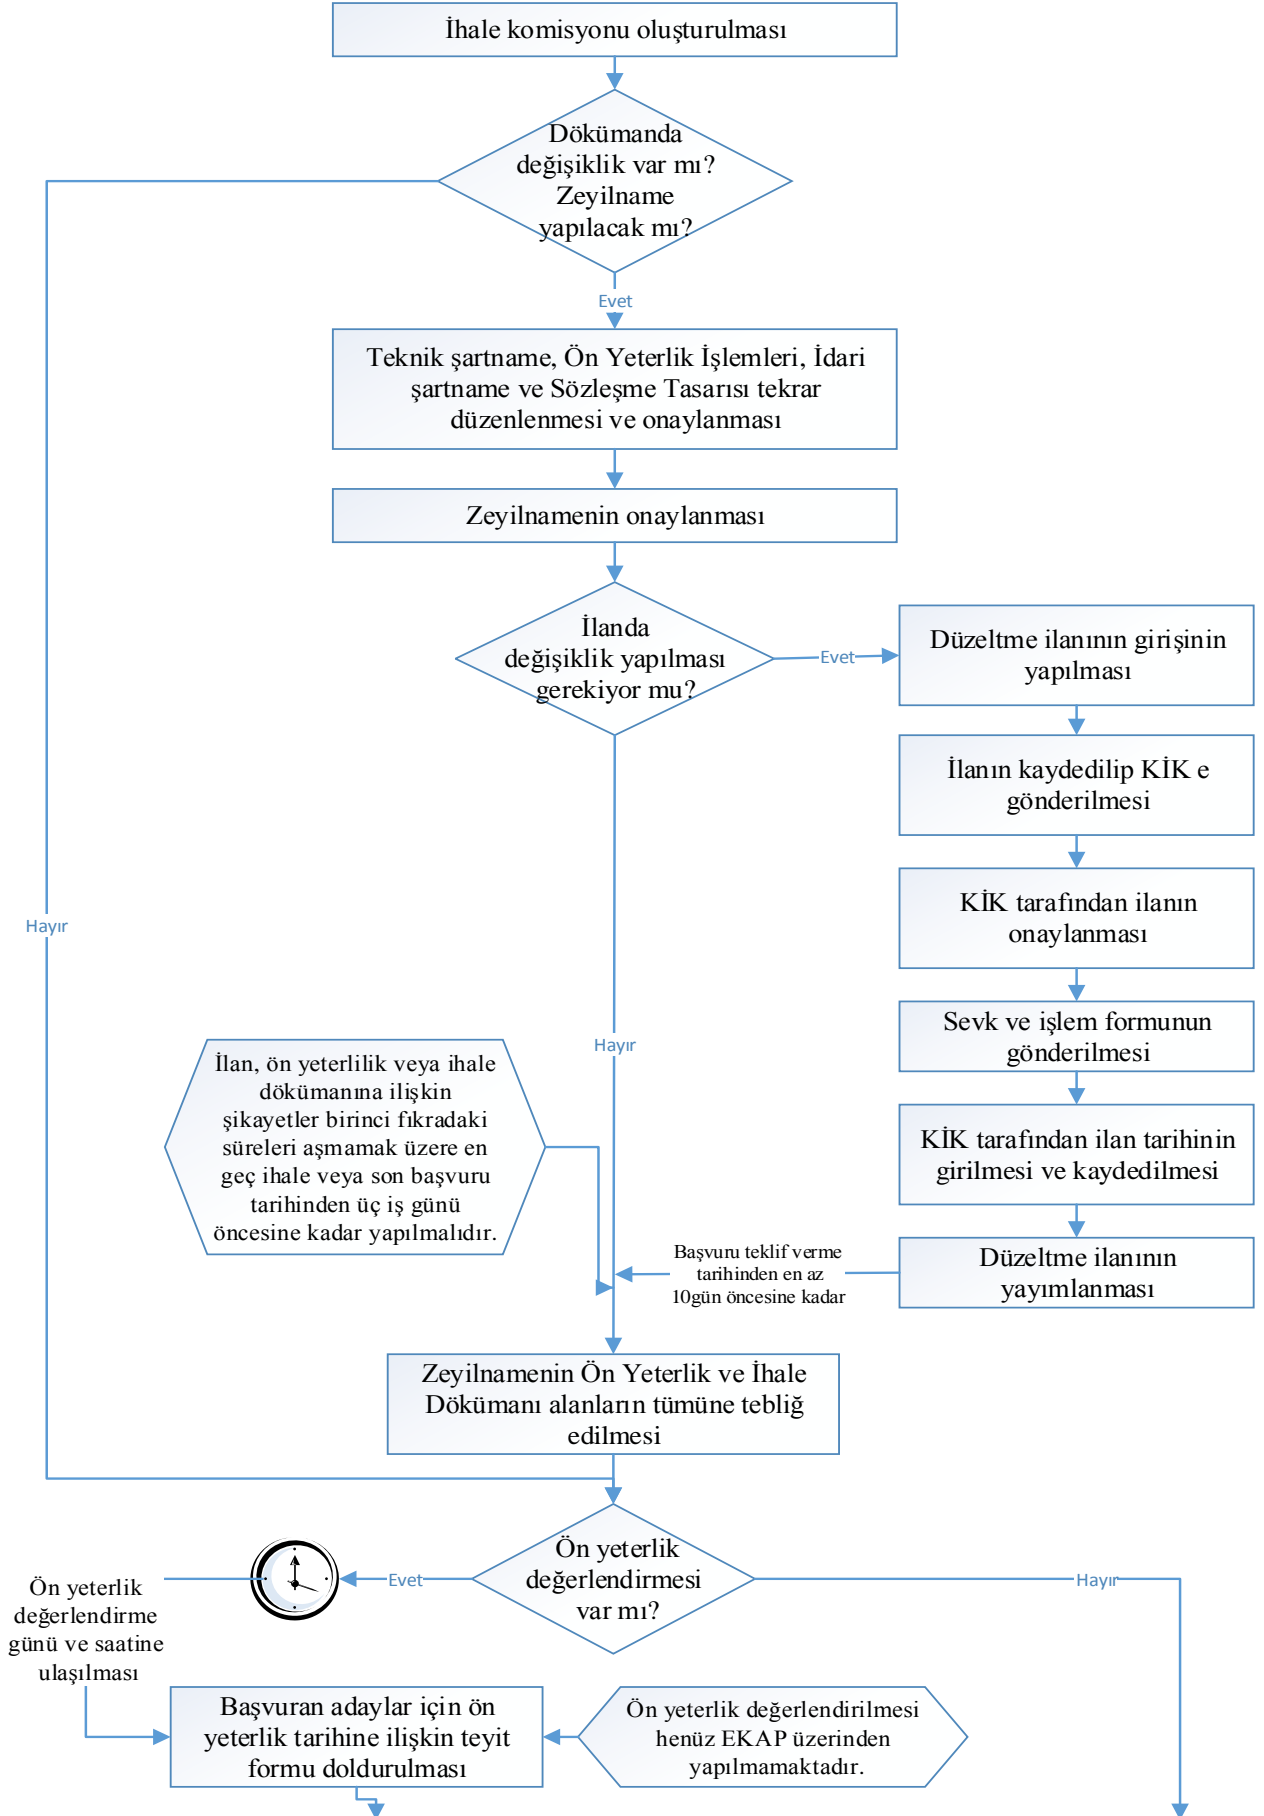 İhale komisyonu oluşturulması
Dökümanda
değişiklik var mı?
Zeyilname
yapılacak mı?
Evet
Teknik şartname, Ön Yeterlik İşlemleri, İdari
şartname ve Sözleşme Tasarısı tekrar
düzenlenmesi ve onaylanması
Zeyilnamenin onaylanması
İlanda
değişiklik yapılması
gerekiyor mu?
Evet
Düzeltme ilanının girişinin
yapılması
İlanın kaydedilip KİK e
gönderilmesi
KİK tarafından ilanın
onaylanması
Hayır
Sevk ve işlem formunun
gönderilmesi
Hayır
İlan, ön yeterlilik veya ihale
dökümanına ilişkin
şikayetler birinci fıkradaki
süreleri aşmamak üzere en
geç ihale veya son başvuru
tarihinden üç iş günü
öncesine kadar yapılmalıdır.
KİK tarafından ilan tarihinin
girilmesi ve kaydedilmesi
Düzeltme ilanının
yayımlanması
Başvuru teklif verme
tarihinden en az
10gün öncesine kadar
Zeyilnamenin Ön Yeterlik ve İhale
Dökümanı alanların tümüne tebliğ
edilmesi
Ön yeterlik
değerlendirmesi
var mı?
Evet
Hayır
Ön yeterlik
değerlendirme
günü ve saatine
ulaşılması
Başvuran adaylar için ön
yeterlik tarihine ilişkin teyit
formu doldurulması
Ön yeterlik değerlendirilmesi
henüz EKAP üzerinden
yapılmamaktadır.